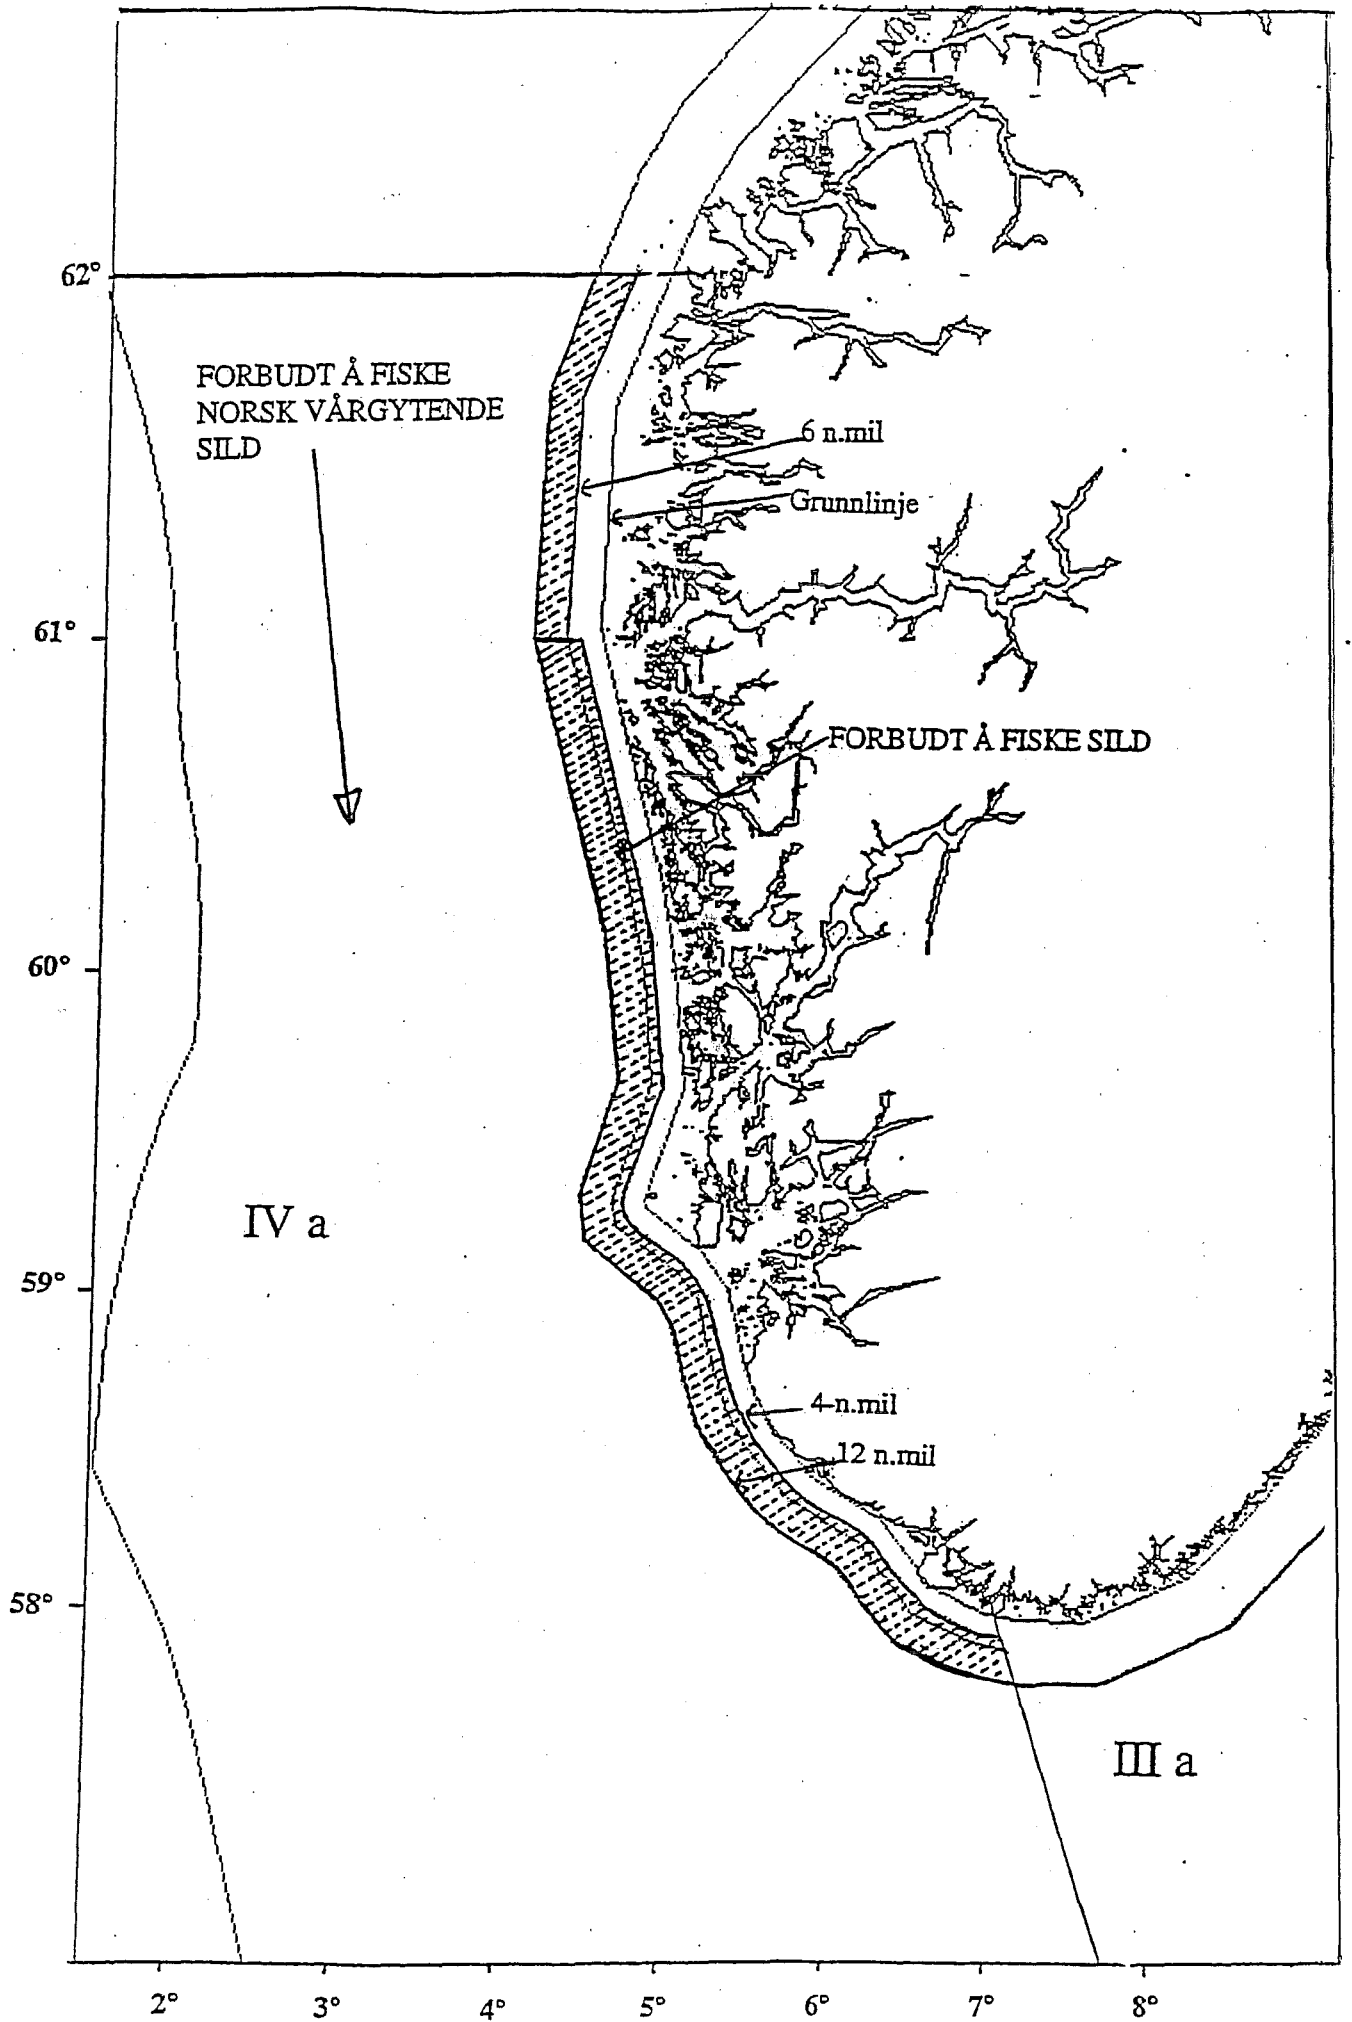 62°
FORBUDT Å FISKE
NORSK VÅRGYTENDE
SILD
6 n.mil
Grunnlinje
61°
FORBUDT Å FISKE SILD
60°
IV a
59°
4-n.mil
12 n.mil
58°
III a
2°
3°
4°
5°
6°
7°
8°